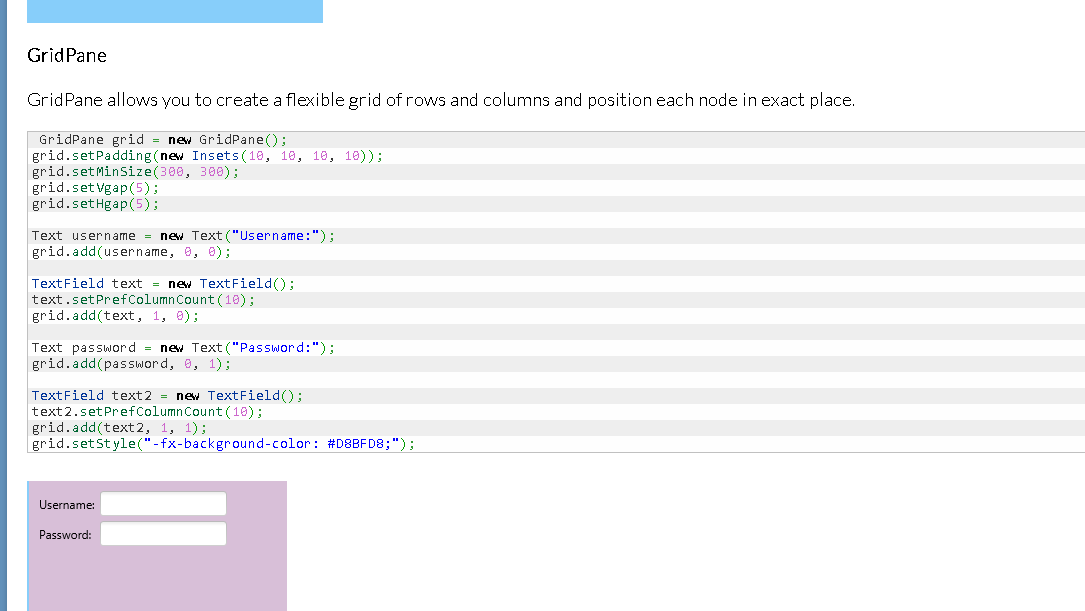 GridPane
GridPane allows you to create a flexible grid of rows and columns and position each node in exact place.
GridPane grid = new GridPane();
grid.setPadding(new Insets(10, 10, 10, 10));
grid.setMinSize(300, 300);
grid.setVgap(5);
grid.setHgap(5);
Text username = new Text("Username:");
grid.add(username, 0, 0);
TextField text = new TextField();
text.setPrefColumnCount(10);
grid.add(text, 1, 0);
Text password = new Text("Password:");
grid.add(password, 0, 1);
TextField text2 = new TextField();
text2.setPrefColumnCount(10);
grid.add(text2, 1, 1);
grid.setStyle("-fx-background-color: #D8BFD8;");
Username:
Password: